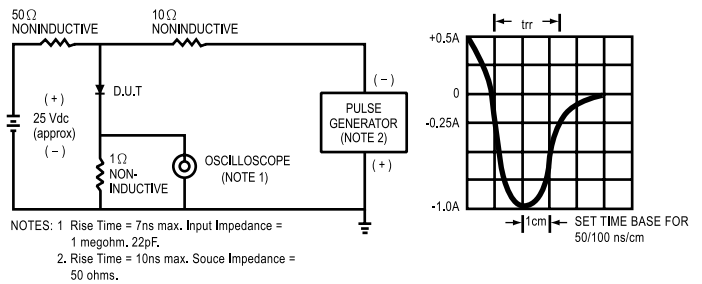 50Ω
NONINDUCTIVE
10Ω
NONINDUCTIVE
(+)
25 Vdc
(approx)
(−)
D.U.T
1Ω
NON-
INDUCTIVE
OSCILLOSCOPE
(NOTE 1)
(−)
PULSE
GENERATOR
(NOTE 2)
(+)
NOTES: 1 Rise Time = 7ns max. Input Impedance =
1 megohm. 22pF.
2. Rise Time = 10ns max. Souce Impedance =
50 ohms.
trr
+0.5A
0
-0.25A
-1.0A
1cm
SET TIME BASE FOR
50/100 ns/cm